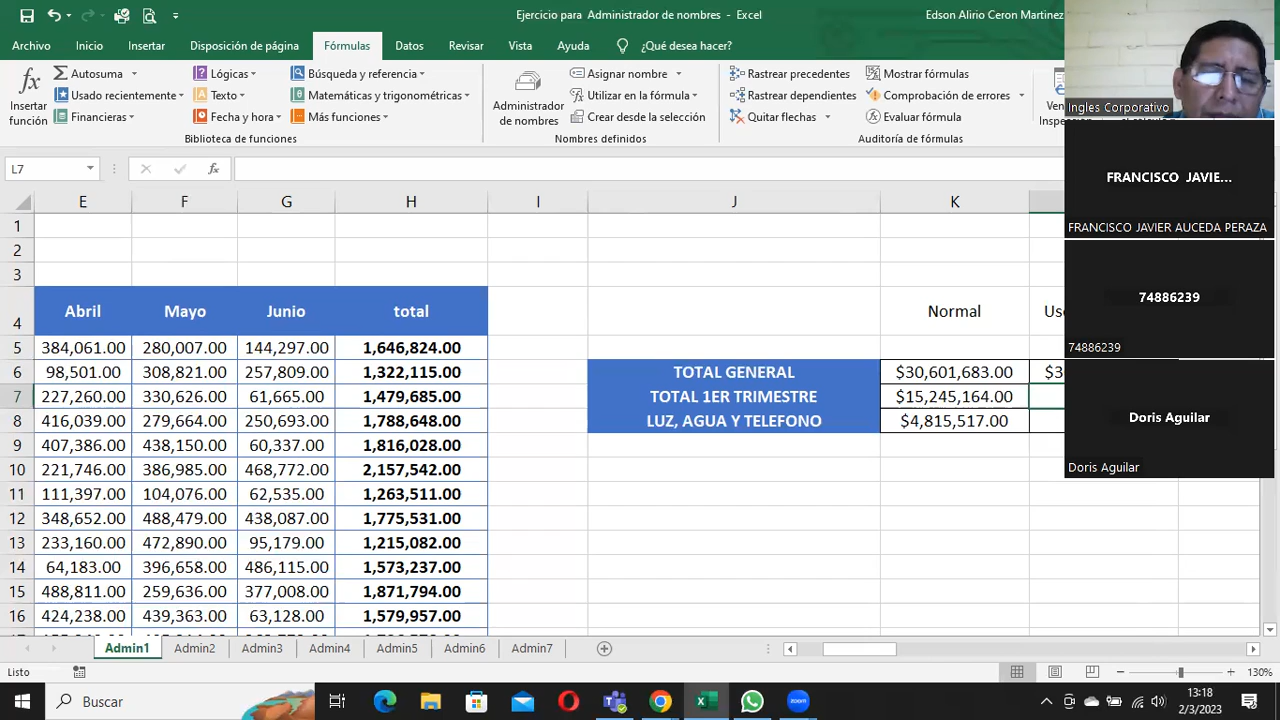 Ejercicio para Administrador de nombres - Excel
Edson Alirio Ceron Martinez
Archivo Inicio Insertar Disposición de página Fórmulas Datos Revisar Vista Ayuda ¿Qué desea hacer?
Insertar función
Autosuma
Usado recientemente
Financieras
Lógicas
Texto
Fecha y hora
Búsqueda y referencia
Matemáticas y trigonométricas
Más funciones
Biblioteca de funciones
Administrador de nombres
Asignar nombre
Utilizar en la fórmula
Crear desde la selección
Nombres definidos
Rastrear precedentes
Rastrear dependientes
Quitar flechas
Mostrar fórmulas
Comprobación de errores
Evaluar fórmula
Auditoría de fórmulas
L7 fx
E F G H I J K
1
2
3
4 Abril Mayo Junio total Normal
5 384,061.00 280,007.00 144,297.00 1,646,824.00
6 98,501.00 308,821.00 257,809.00 1,322,115.00 TOTAL GENERAL $30,601,683.00
7 227,260.00 330,626.00 61,665.00 1,479,685.00 TOTAL 1ER TRIMESTRE $15,245,164.00
8 416,039.00 279,664.00 250,693.00 1,788,648.00 LUZ, AGUA Y TELEFONO $4,815,517.00
9 407,386.00 438,150.00 60,337.00 1,816,028.00
10 221,746.00 386,985.00 468,772.00 2,157,542.00
11 111,397.00 104,076.00 62,535.00 1,263,511.00
12 348,652.00 488,479.00 438,087.00 1,775,531.00
13 233,160.00 472,890.00 95,179.00 1,215,082.00
14 64,183.00 396,658.00 486,115.00 1,573,237.00
15 488,811.00 259,636.00 377,008.00 1,871,794.00
16 424,238.00 439,363.00 63,128.00 1,579,957.00
Ingles Corporativo
FRANCISCO JAVIE...
FRANCISCO JAVIER AUCEDA PERAZA
74886239
74886239
Doris Aguilar
Doris Aguilar
Admin1 Admin2 Admin3 Admin4 Admin5 Admin6 Admin7
Listo
130%
Buscar
zoom
13:18
2/3/2023